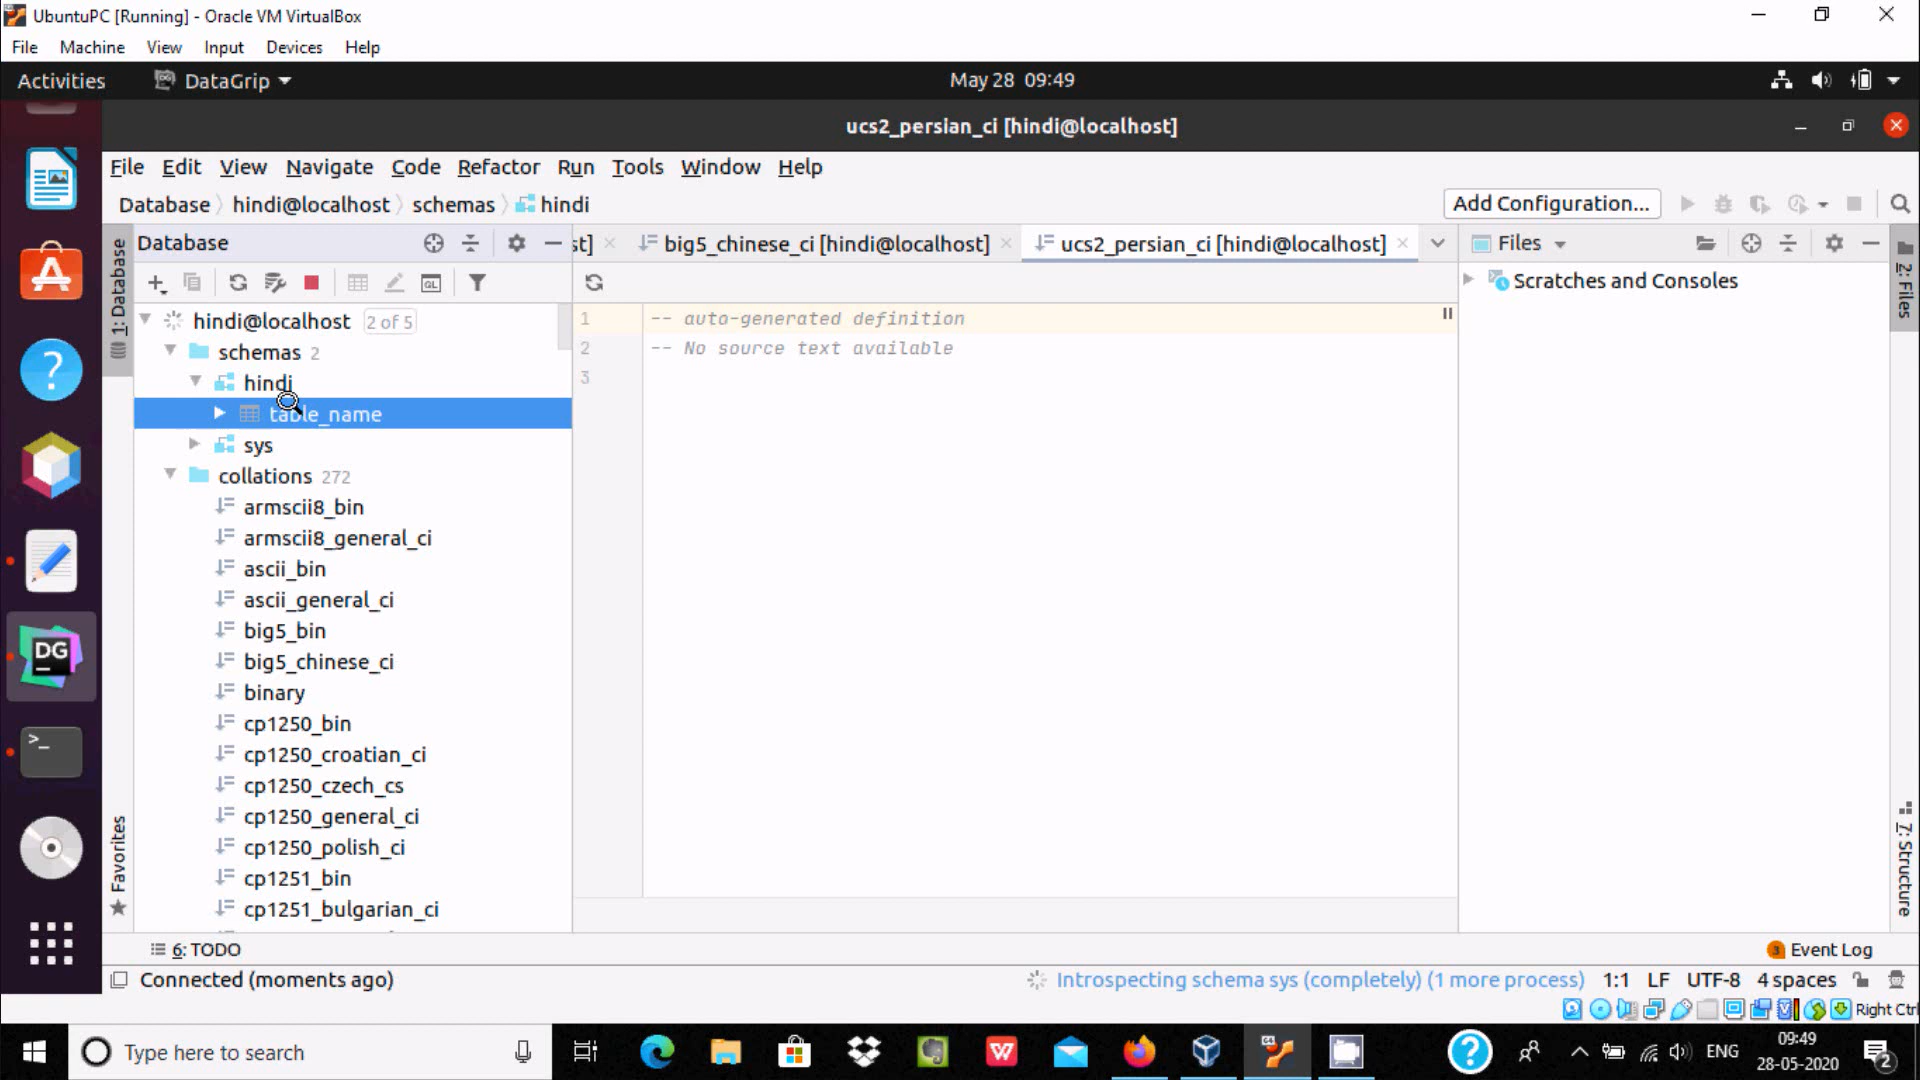 UbuntuPC [Running] - Oracle VM VirtualBox
File Machine View Input Devices Help
Activities DataGrip May 28 09:49
ucs2_persian_ci [hindi@localhost]
File Edit View Navigate Code Refactor Run Tools Window Help
Database hindi@localhost schemas hindi Add Configuration...
1: Database
Database
st] big5_chinese_ci [hindi@localhost] ucs2_persian_ci [hindi@localhost]
Files
2: Files
Scratches and Consoles
hindi@localhost 2 of 5
schemas 2
hindi
table_name
sys
collations 272
armscii8_bin
armscii8_general_ci
ascii_bin
ascii_general_ci
big5_bin
big5_chinese_ci
binary
cp1250_bin
cp1250_croatian_ci
cp1250_czech_cs
cp1250_general_ci
cp1250_polish_ci
cp1251_bin
cp1251_bulgarian_ci
1 -- auto-generated definition
2 -- No source text available
3
Favorites
7: Structure
6: TODO Event Log
Connected (moments ago) Introspecting schema sys (completely) (1 more process) 1:1 LF UTF-8 4 spaces
Right Ctrl
Type here to search
ENG
09:49
28-05-2020
2